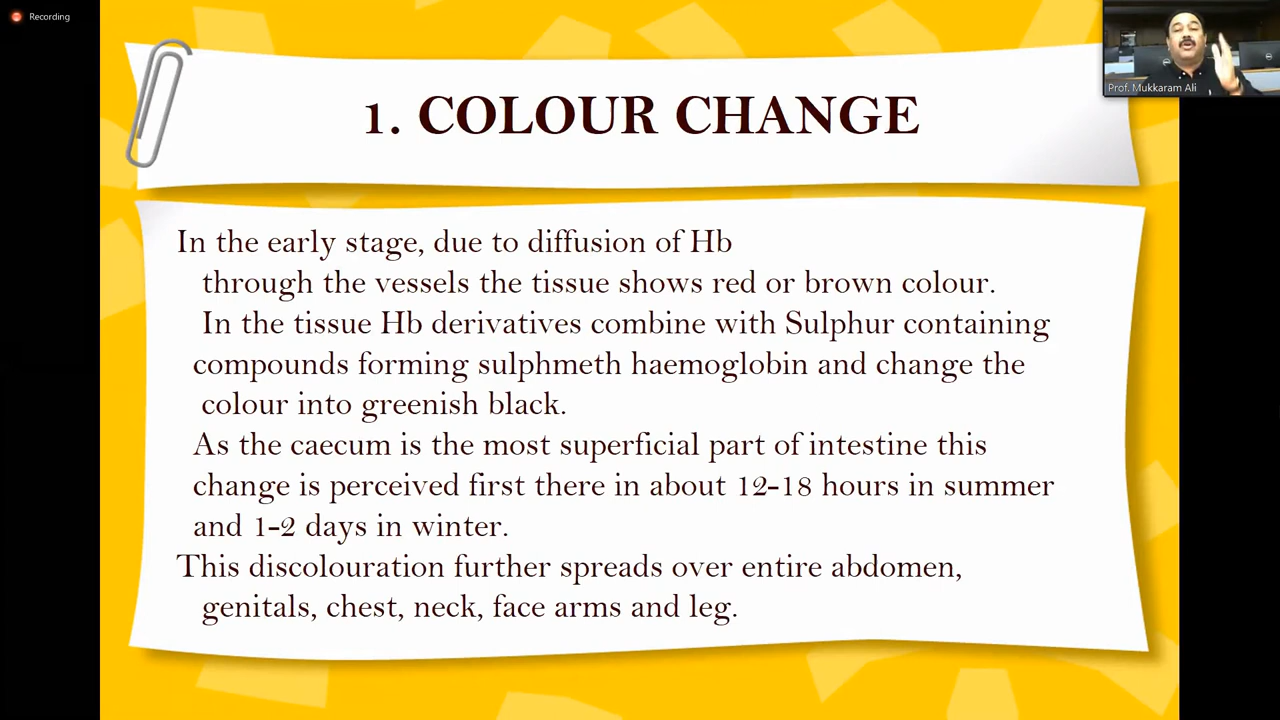 Recording
Prof. Mukkaram Ali
1. COLOUR CHANGE
In the early stage, due to diffusion of Hb
through the vessels the tissue shows red or brown colour.
In the tissue Hb derivatives combine with Sulphur containing
compounds forming sulphmeth haemoglobin and change the
colour into greenish black.
As the caecum is the most superficial part of intestine this
change is perceived first there in about 12-18 hours in summer
and 1-2 days in winter.
This discolouration further spreads over entire abdomen,
genitals, chest, neck, face arms and leg.